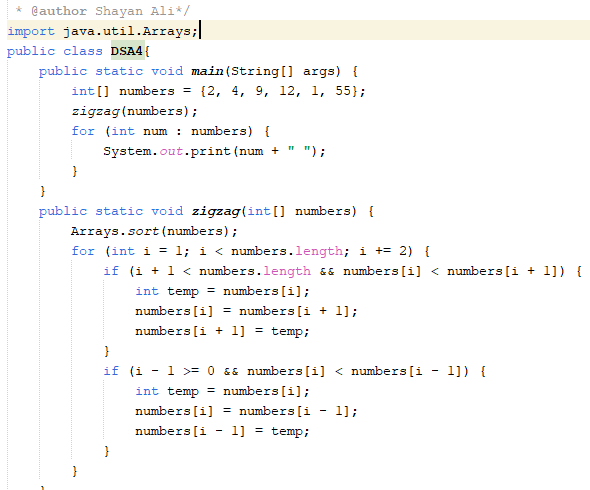 * @author Shayan Ali*/
import java.util.Arrays;
public class DSA4{
    public static void main(String[] args) {
        int[] numbers = {2, 4, 9, 12, 1, 55};
        zigzag(numbers);
        for (int num : numbers) {
            System.out.print(num + " ");
        }
    }
    public static void zigzag(int[] numbers) {
        Arrays.sort(numbers);
        for (int i = 1; i < numbers.length; i += 2) {
            if (i + 1 < numbers.length && numbers[i] < numbers[i + 1]) {
                int temp = numbers[i];
                numbers[i] = numbers[i + 1];
                numbers[i + 1] = temp;
            }
            if (i - 1 >= 0 && numbers[i] < numbers[i - 1]) {
                int temp = numbers[i];
                numbers[i] = numbers[i - 1];
                numbers[i - 1] = temp;
            }
        }